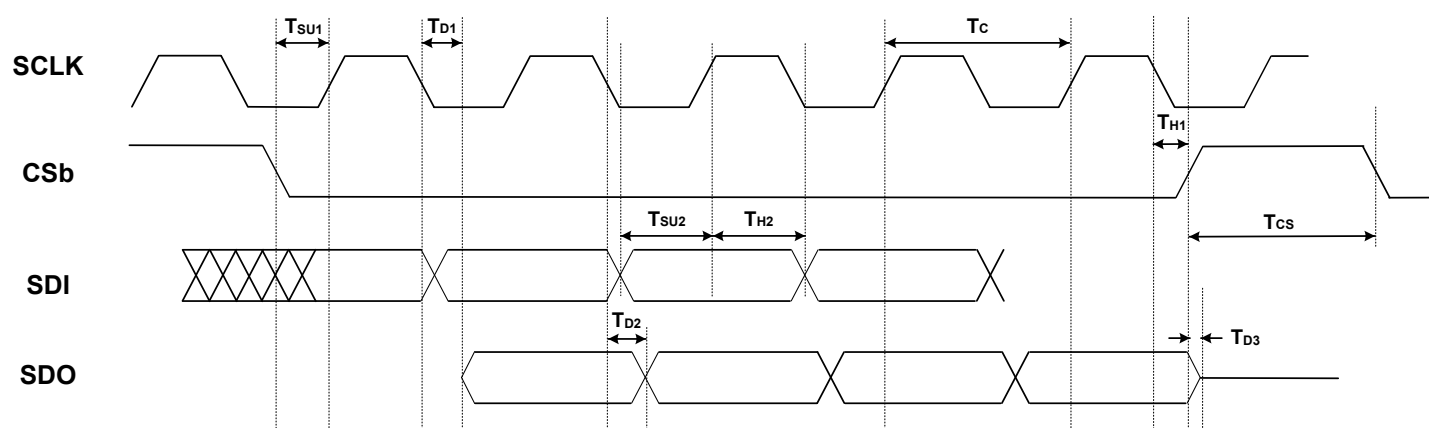 TSU1 TD1 TC
SCLK
TH1
CSb
TSU2 TH2 TCS
SDI
TD2 TD3
SDO